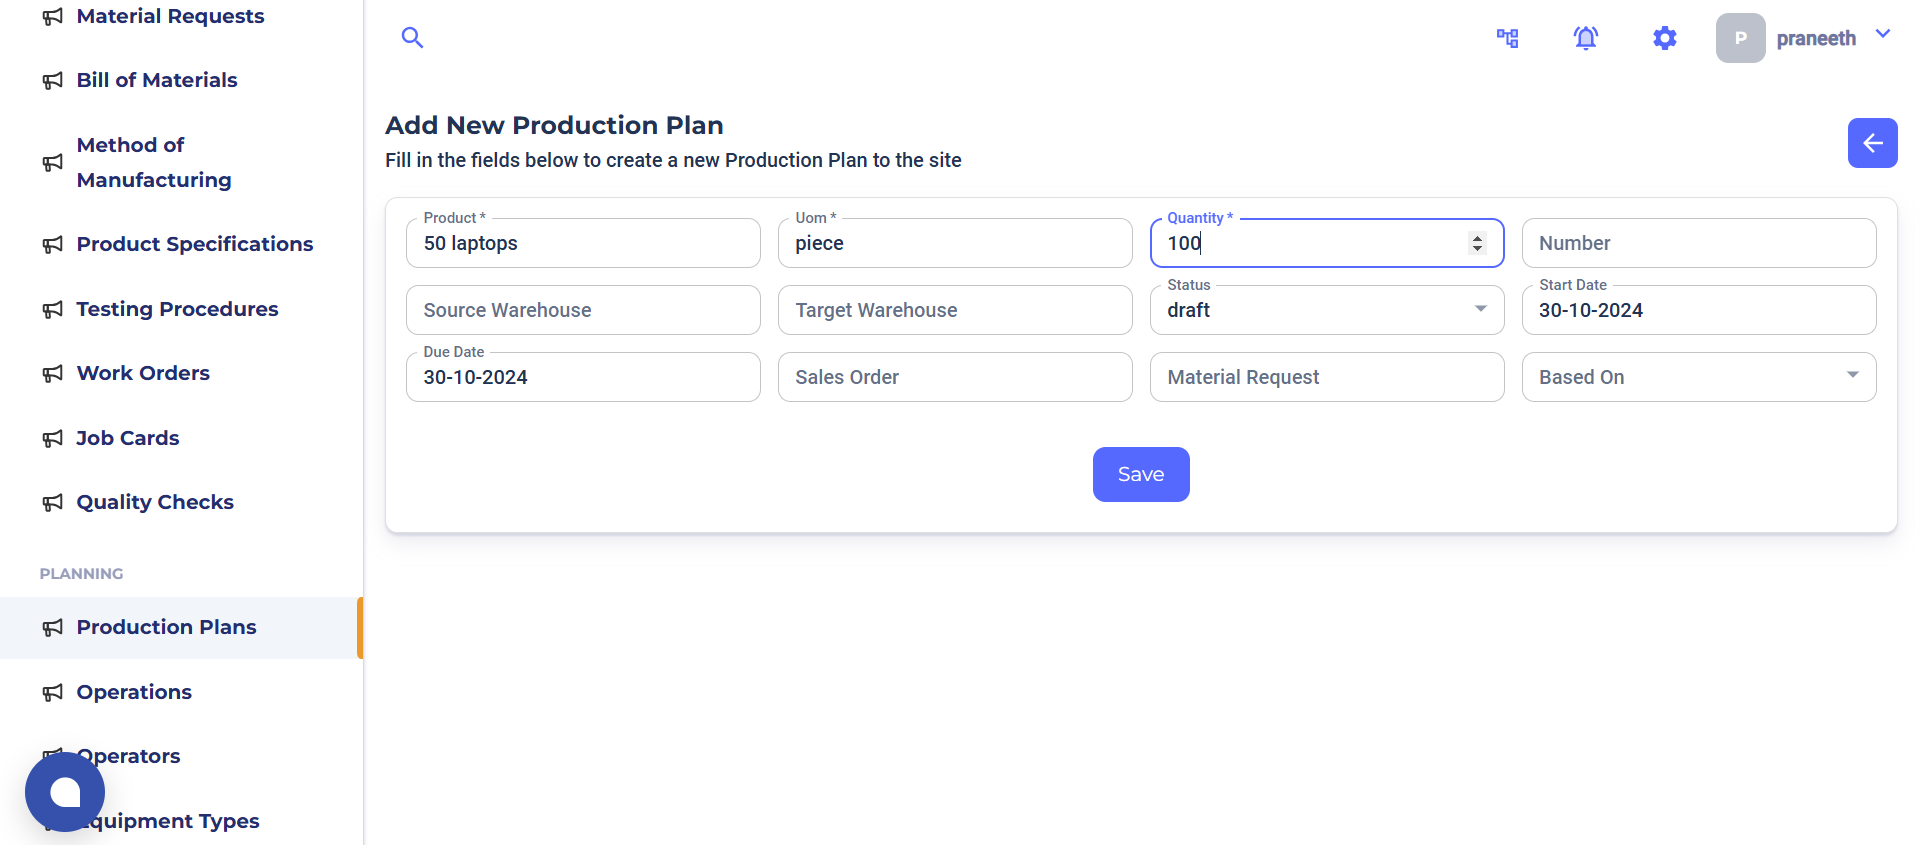 Material Requests
Bill of Materials
Method of
Manufacturing
Product Specifications
Testing Procedures
Work Orders
Job Cards
Quality Checks
PLANNING
Production Plans
Operations
Operators
Equipment Types
P
praneeth
Add New Production Plan
Fill in the fields below to create a new Production Plan to the site
Product *
50 laptops
Uom *
piece
Quantity *
100
Number
Source Warehouse
Target Warehouse
Status
draft
Start Date
30-10-2024
Due Date
30-10-2024
Sales Order
Material Request
Based On
Save